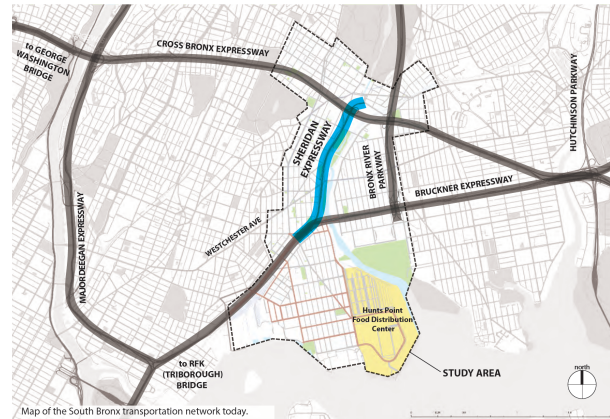 to GEORGE
WASHINGTON
BRIDGE
CROSS BRONX EXPRESSWAY
HUTCHINSON PARKWAY
SHERIDAN
EXPRESSWAY
BRONX RIVER
PARKWAY
BRUCKNER EXPRESSWAY
MAJOR DEEGAN EXPRESSWAY
WESTCHESTER AVE
Hunts Point
Food Distribution
Center
to RFK
(TRIBOROUGH)
BRIDGE
STUDY AREA
north
Map of the South Bronx transportation network today.